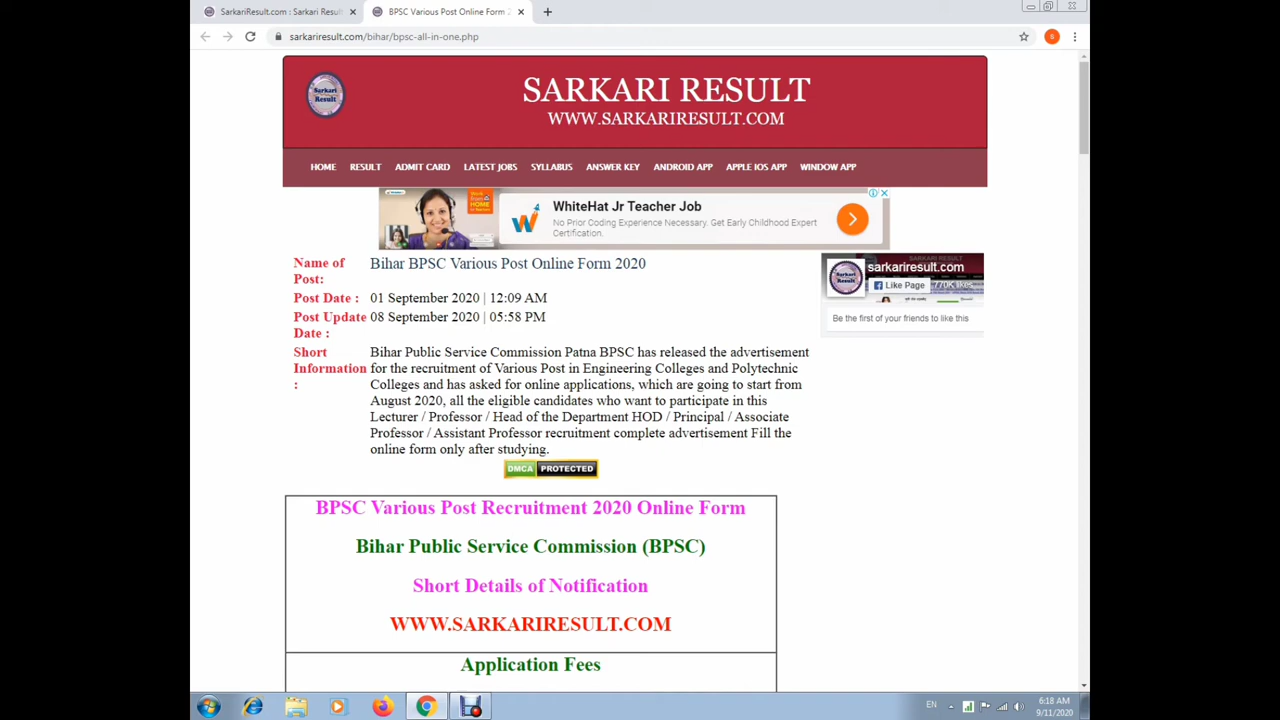 SarkariResult.com : Sarkari Result
BPSC Various Post Online Form 2
sarkariresult.com/bihar/bpsc-all-in-one.php
S
Sarkari
Result
SARKARI RESULT
WWW.SARKARIRESULT.COM
HOME RESULT ADMIT CARD LATEST JOBS SYLLABUS ANSWER KEY ANDROID APP APPLE IOS APP WINDOW APP
WhiteHat Jr Teacher Job
No Prior Coding Experience Necessary. Get Early Childhood Expert
Certification.
Name of Post: Bihar BPSC Various Post Online Form 2020
Post Date : 01 September 2020 | 12:09 AM
Post Update Date : 08 September 2020 | 05:58 PM
Short Information :
Bihar Public Service Commission Patna BPSC has released the advertisement
for the recruitment of Various Post in Engineering Colleges and Polytechnic
Colleges and has asked for online applications, which are going to start from
August 2020, all the eligible candidates who want to participate in this
Lecturer / Professor / Head of the Department HOD / Principal / Associate
Professor / Assistant Professor recruitment complete advertisement Fill the
online form only after studying.
DMCA PROTECTED
sarkariresult.com
Like Page
770K likes
Be the first of your friends to like this
BPSC Various Post Recruitment 2020 Online Form
Bihar Public Service Commission (BPSC)
Short Details of Notification
WWW.SARKARIRESULT.COM
Application Fees
EN
6:18 AM
9/11/2020